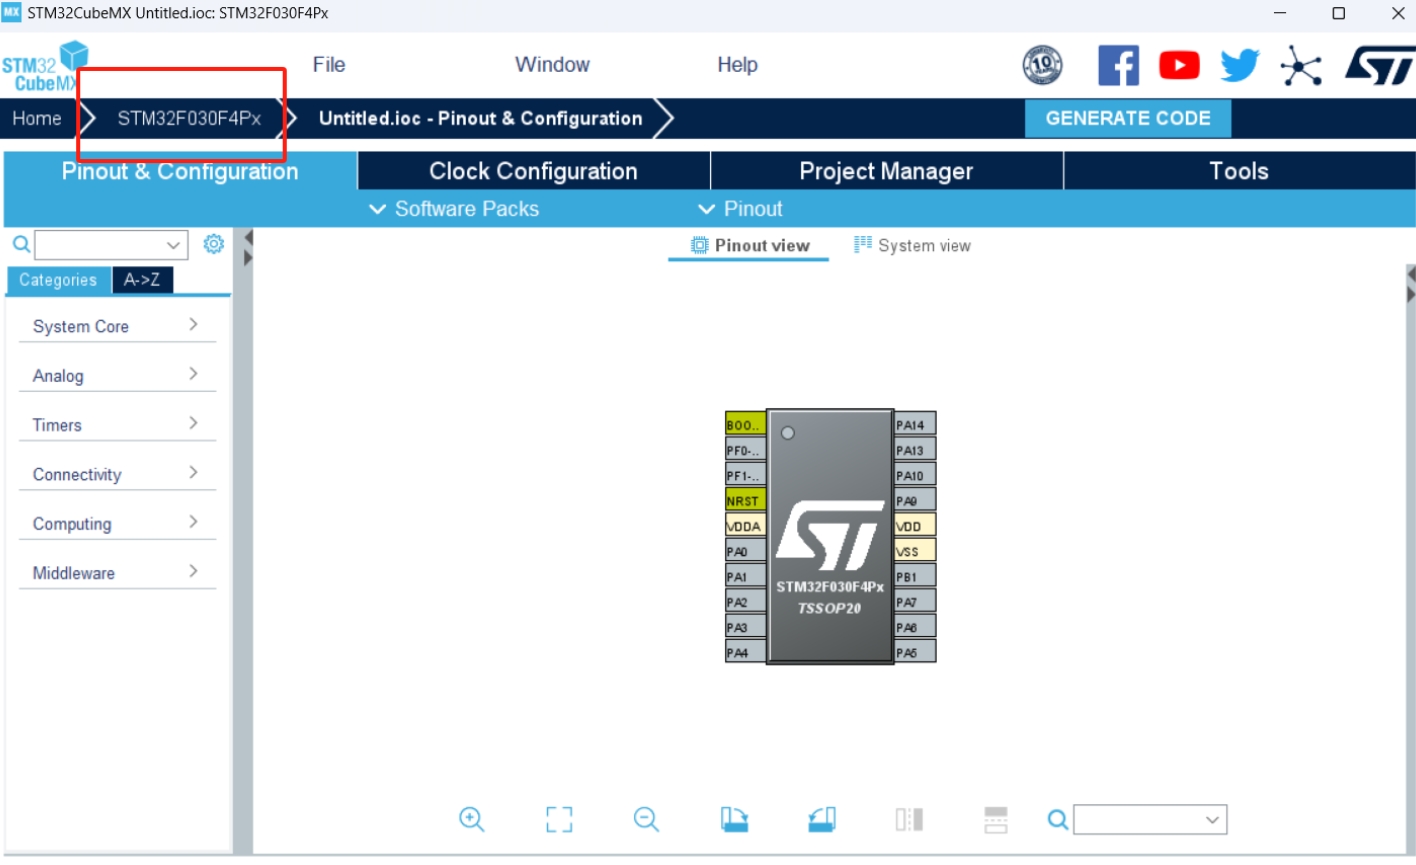 MX STM32CubeMX Untitled.ioc: STM32F030F4Px
STM32
CubeMX
File
Window
Help
10
Home
STM32F030F4Px
Untitled.ioc - Pinout & Configuration
GENERATE CODE
Pinout & Configuration
Clock Configuration
Project Manager
Tools
Software Packs
Pinout
Pinout view
System view
Categories
A->Z
System Core
Analog
Timers
Connectivity
Computing
Middleware
BOO..
PF0-..
PF1-..
NRST
VDDA
PA0
PA1
PA2
PA3
PA4
ST
STM32F030F4Px
TSSOP20
PA14
PA13
PA10
PA9
VDD
VSS
PB1
PA7
PA6
PA5